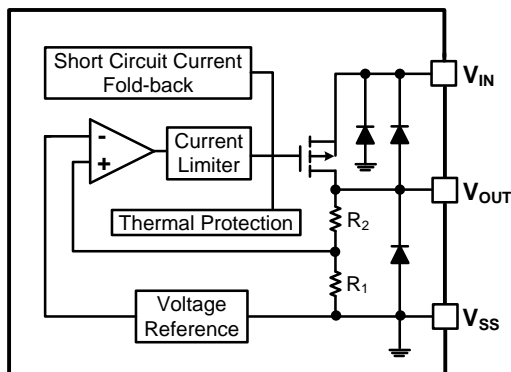 Short Circuit Current
Fold-back
V_IN
-
+
Current
Limiter
V_OUT
Thermal Protection
R_2
R_1
Voltage
Reference
V_SS